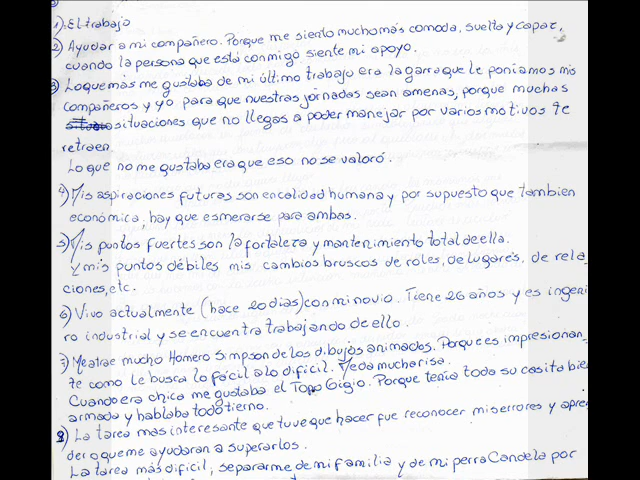 1) El trabajo
2) Ayudar a mi compañero. Porque me siento mucho más comoda, suelta y capaz,
cuando la persona que está conmigo siente mi apoyo.
3) Lo que más me gustaba de mi último trabajo era la garra que le poníamos mis
compañeros y yo para que nuestras jornadas sean amenas, porque muchas
situaciones que no llegas a poder manejar por varios motivos te
retraen.
Lo que no me gustaba era que eso no se valoró.
4) Mis aspiraciones futuras son en calidad humana y por supuesto que tambien
económica, hay que esmerarse para ambas.
5) Mis puntos fuertes son la fortaleza y mantenimiento total de ella.
Y mis puntos débiles mis cambios bruscos de roles, de lugares, de rela
ciones, etc.
6) Vivo actualmente (hace 20 días) con mi novio. Tiene 26 años y es ingenie
ro industrial y se encuentra trabajando de ello.
7) Me atrae mucho Homero Simpson de los dibujos animados. Porque es impresionan
te como le busca lo fácil a lo difícil. Me da mucha risa.
Cuando era chica me gustaba el Topo Gigio. Porque tenía toda su casita bie
armada y hablaba todo tierno.
8) La tarea más interesante que tuve que hacer fue reconocer mis errores y apre
der o que me ayudaran a superarlos.
La tarea más difícil, separarme de mi familia y de mi perra Candela por